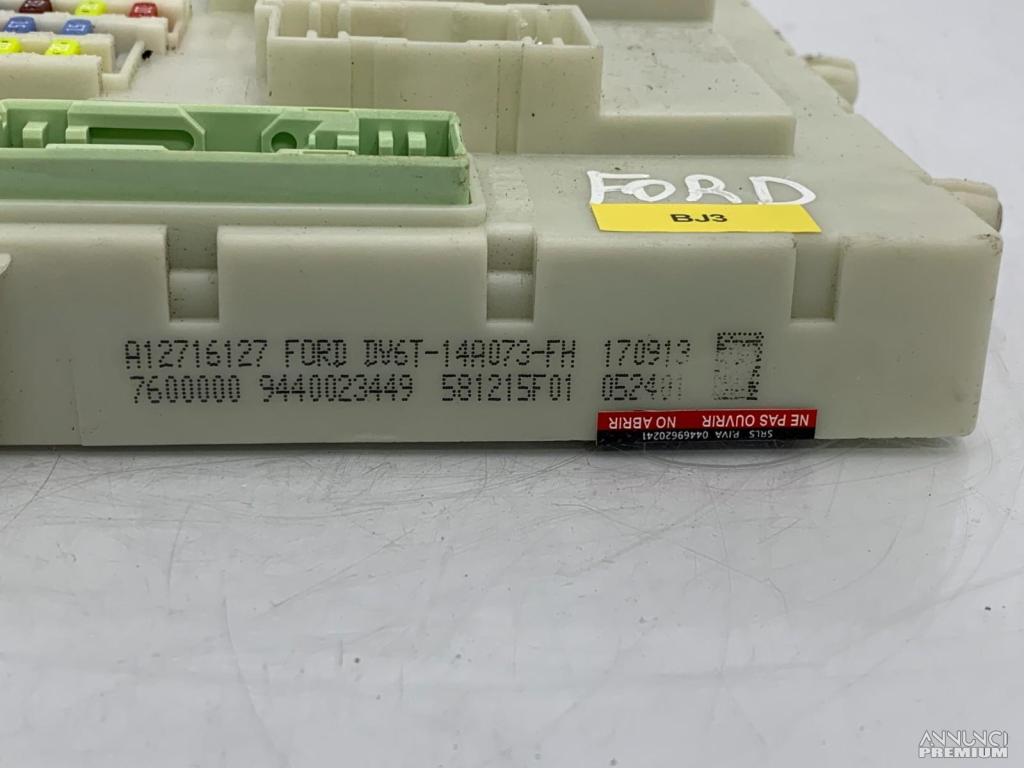 FORD
BJ3
A12716127 FORD DV6T-14A073-FH 170913
7600000 9440023449 581215F01 052401
NE PAS OUVRIR NO ABRIR
SRLS P.IVA 04469620241
ANNUNCI
PREMIUM